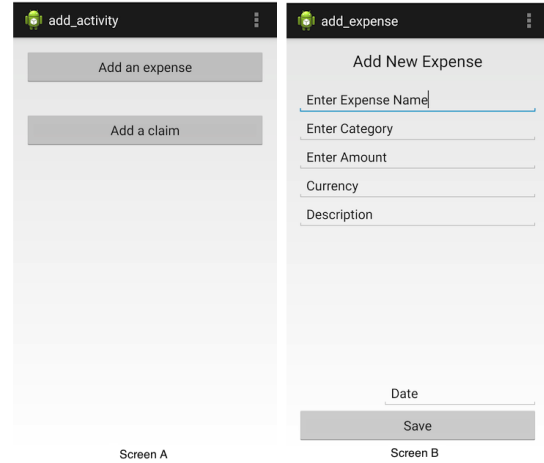 add_activity
Add an expense
Add a claim
Screen A
add_expense
Add New Expense
Enter Expense Name
Enter Category
Enter Amount
Currency
Description
Date
Save
Screen B